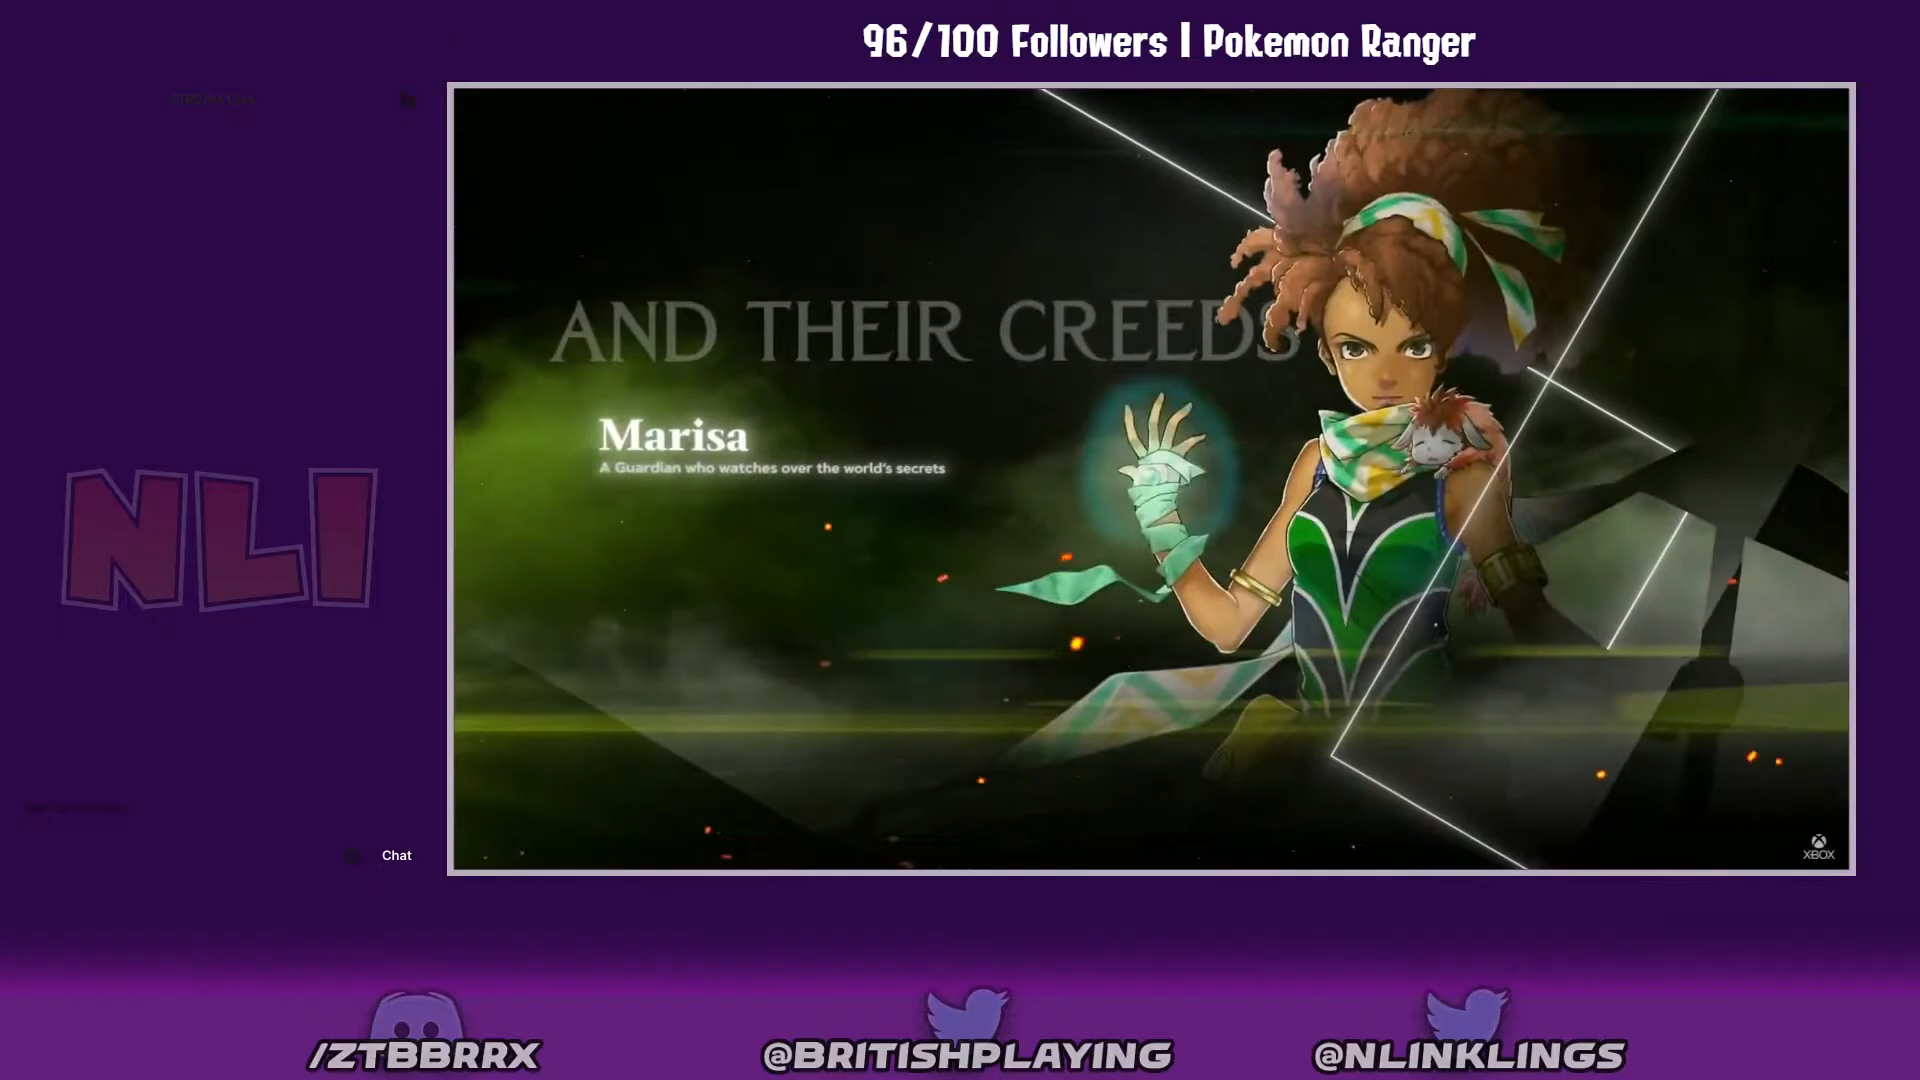 96/100 Followers | Pokemon Ranger
AND THEIR CREEDS
Marisa
A Guardian who watches over the world's secrets
NLI
Chat
XBOX
/ZTBBRRX
@BRITISHPLAYING
@NLINKLINGS